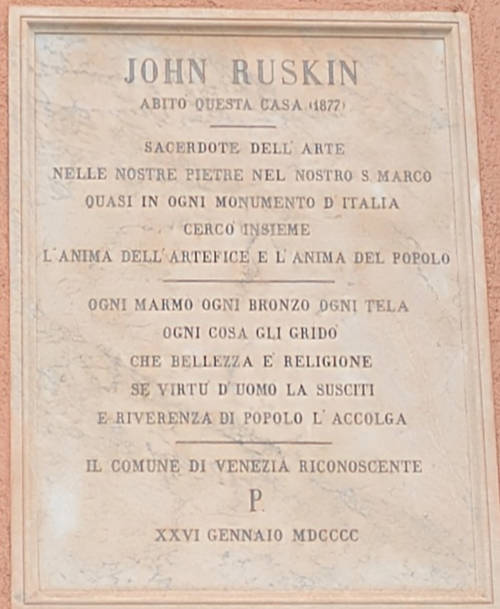 JOHN RUSKIN
ABITO QUESTA CASA (1877)
SACERDOTE DELL' ARTE
NELLE NOSTRE PIETRE NEL NOSTRO S. MARCO
QUASI IN OGNI MONUMENTO D' ITALIA
CERCO' INSIEME
L'ANIMA DELL'ARTEFICE E L'ANIMA DEL POPOLO
OGNI MARMO OGNI BRONZO OGNI TELA
OGNI COSA GLI GRIDO'
CHE BELLEZZA E' RELIGIONE
SE VIRTU' D'UOMO LA SUSCITI
E RIVERENZA DI POPOLO L'ACCOLGA
IL COMUNE DI VENEZIA RICONOSCENTE
P.
XXVI GENNAIO MDCCCC